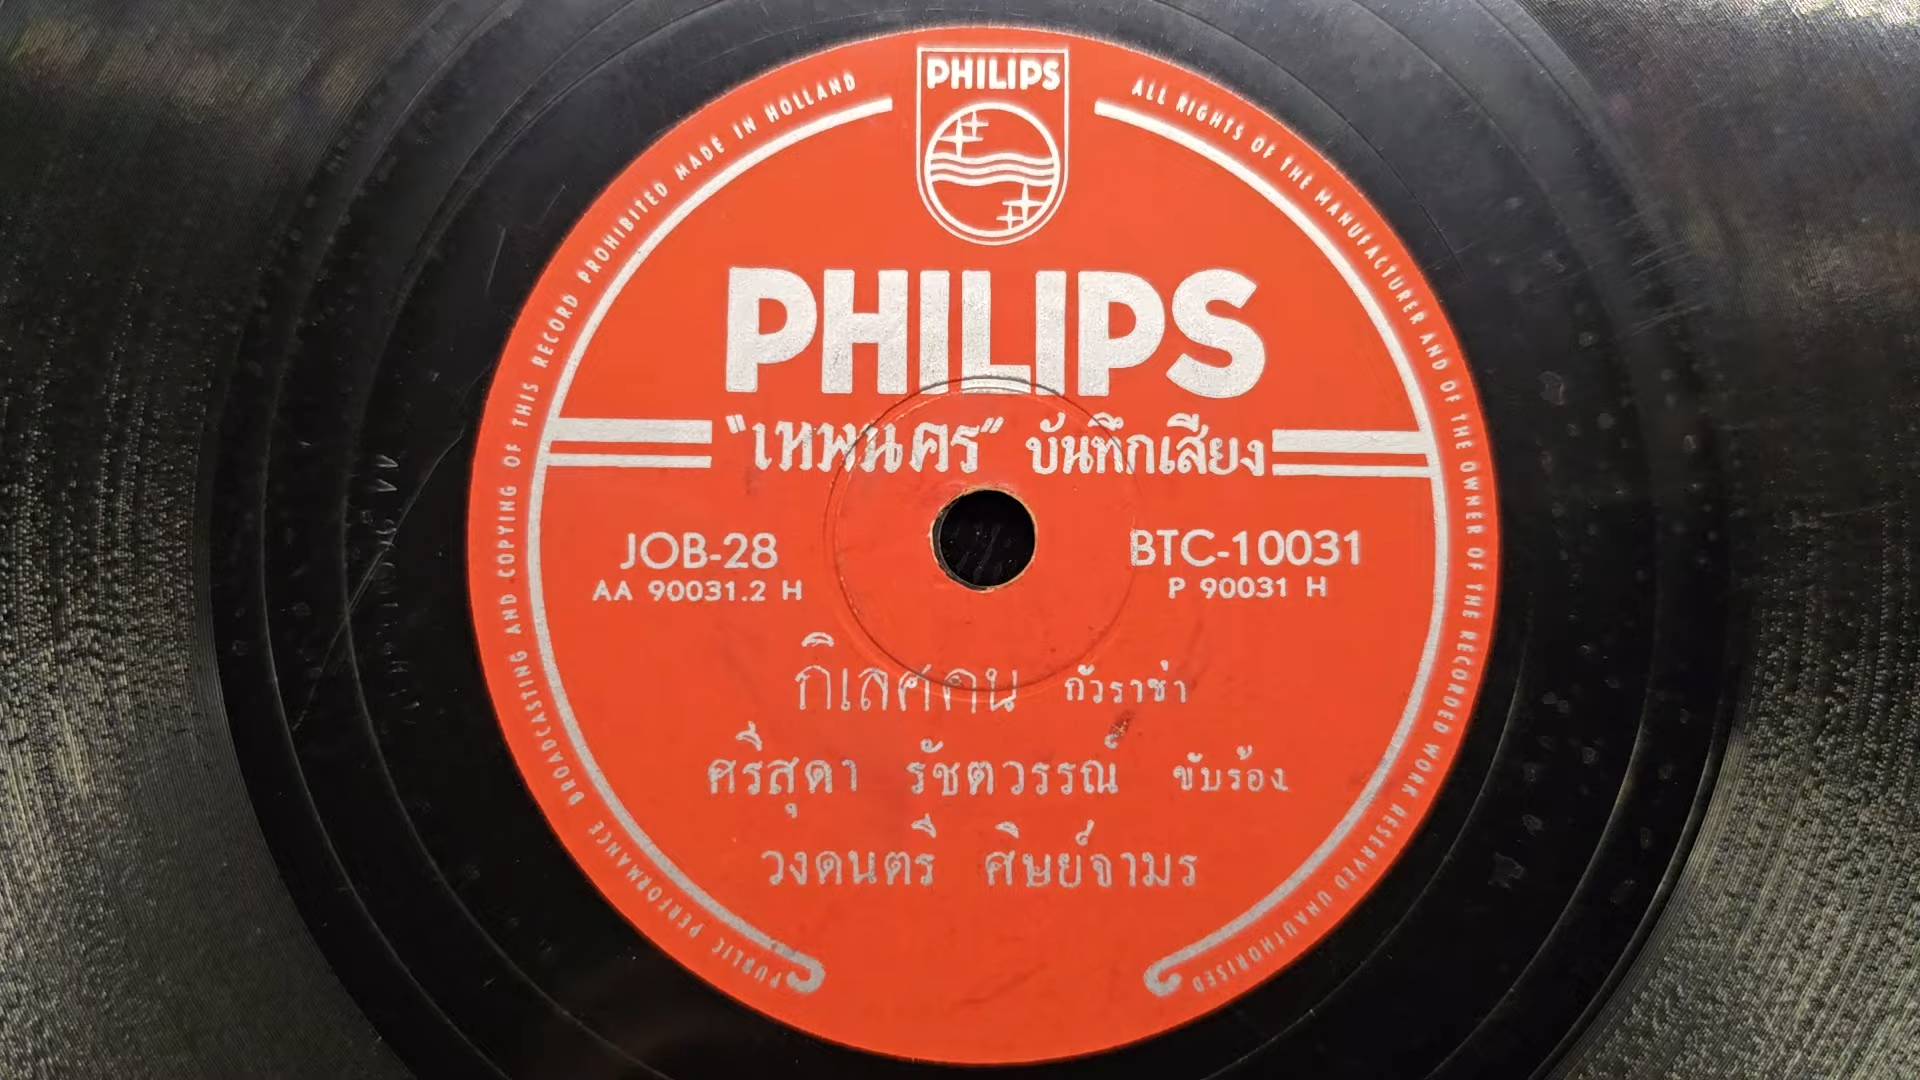 PHILIPS
PUBLIC PERFORMANCE BROADCASTING AND COPYING OF THIS RECORD PROHIBITED MADE IN HOLLAND
ALL RIGHTS OF THE MANUFACTURER AND OF THE OWNER OF THE RECORDED WORK RESERVED UNAUTHORISED
PHILIPS
"เทพนคร" บันทึกเสียง
JOB-28 BTC-10031
AA 90031.2 H P 90031 H
กิเลศคน กัวราช่า
ศรีสุดา รัชตวรรณ์ ขับร้อง
วงดนตรี ศิษย์จามร